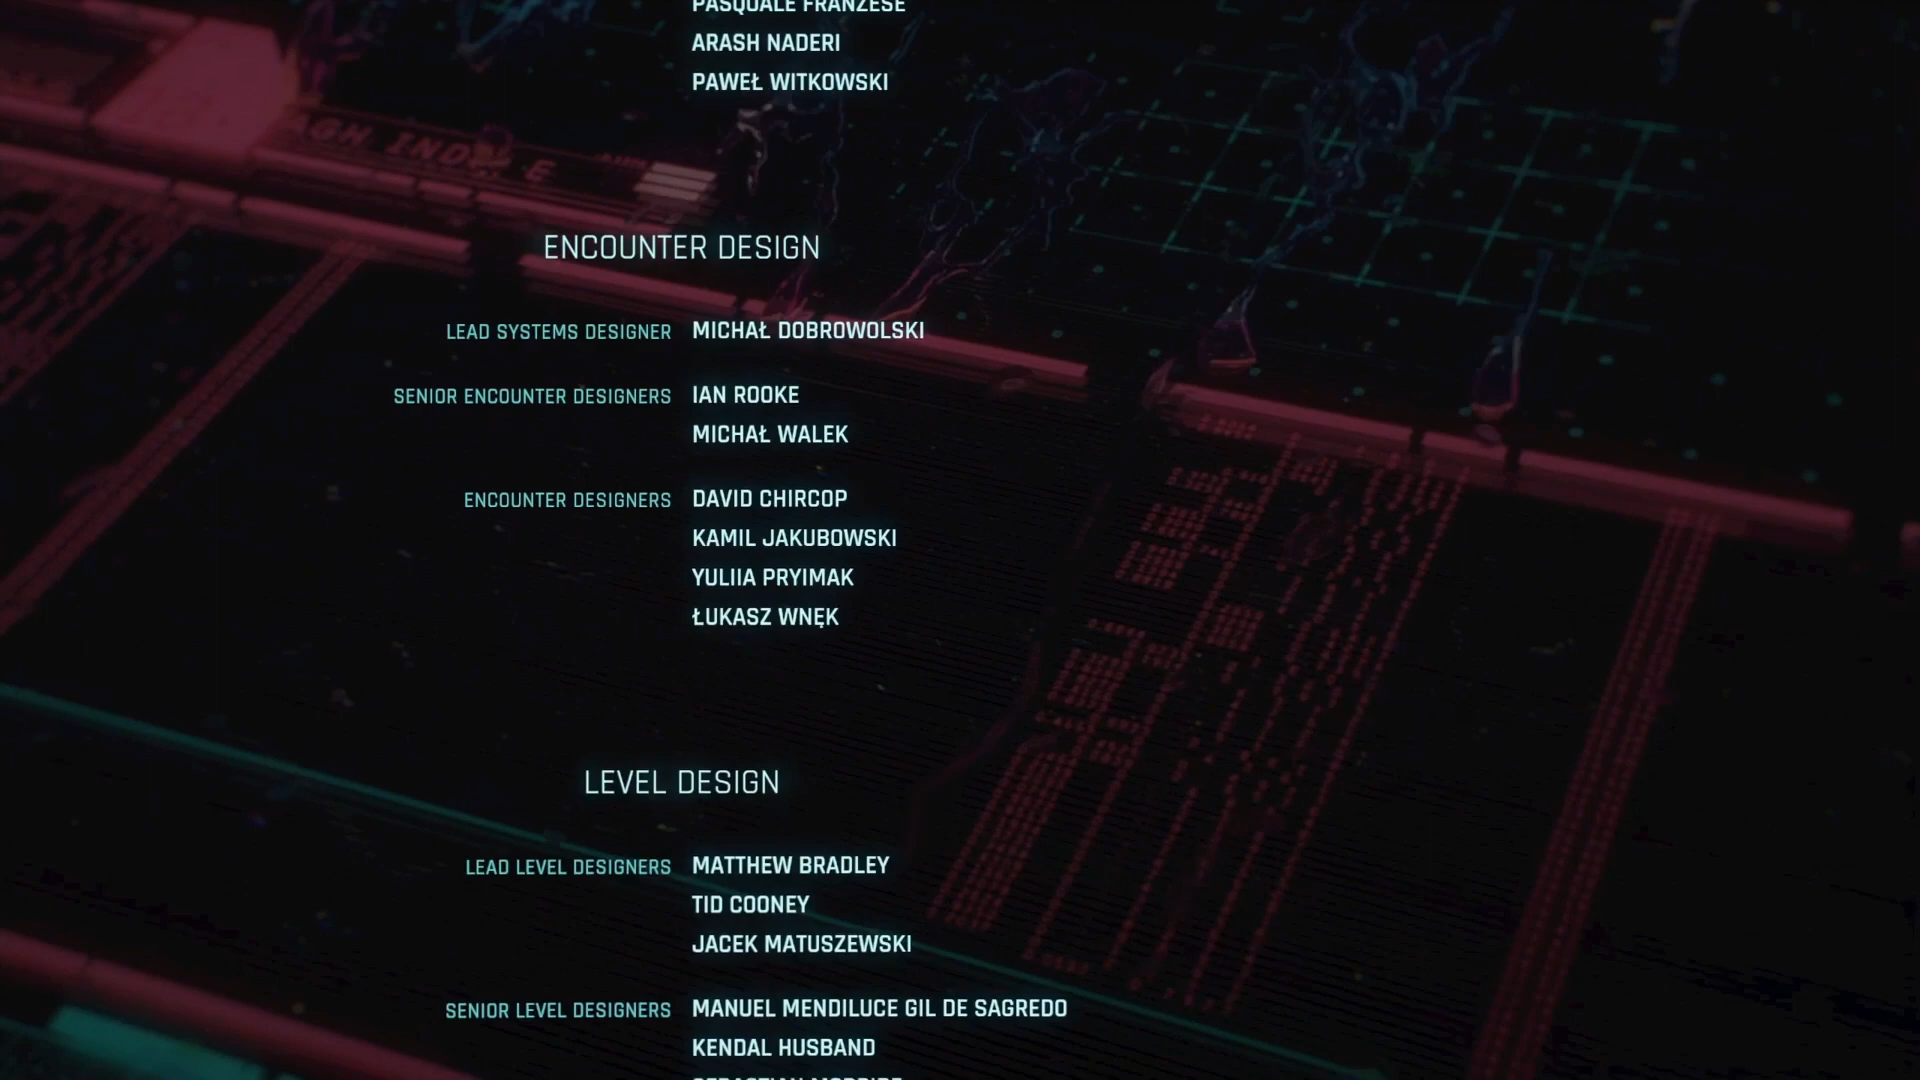 PASQUALE FRANZESE
ARASH NADERI
PAWEŁ WITKOWSKI
ENCOUNTER DESIGN
LEAD SYSTEMS DESIGNER MICHAŁ DOBROWOLSKI
SENIOR ENCOUNTER DESIGNERS IAN ROOKE
MICHAŁ WALEK
ENCOUNTER DESIGNERS DAVID CHIRCOP
KAMIL JAKUBOWSKI
YULIIA PRYIMAK
ŁUKASZ WNĘK
LEVEL DESIGN
LEAD LEVEL DESIGNERS MATTHEW BRADLEY
TID COONEY
JACEK MATUSZEWSKI
SENIOR LEVEL DESIGNERS MANUEL MENDILUCE GIL DE SAGREDO
KENDAL HUSBAND